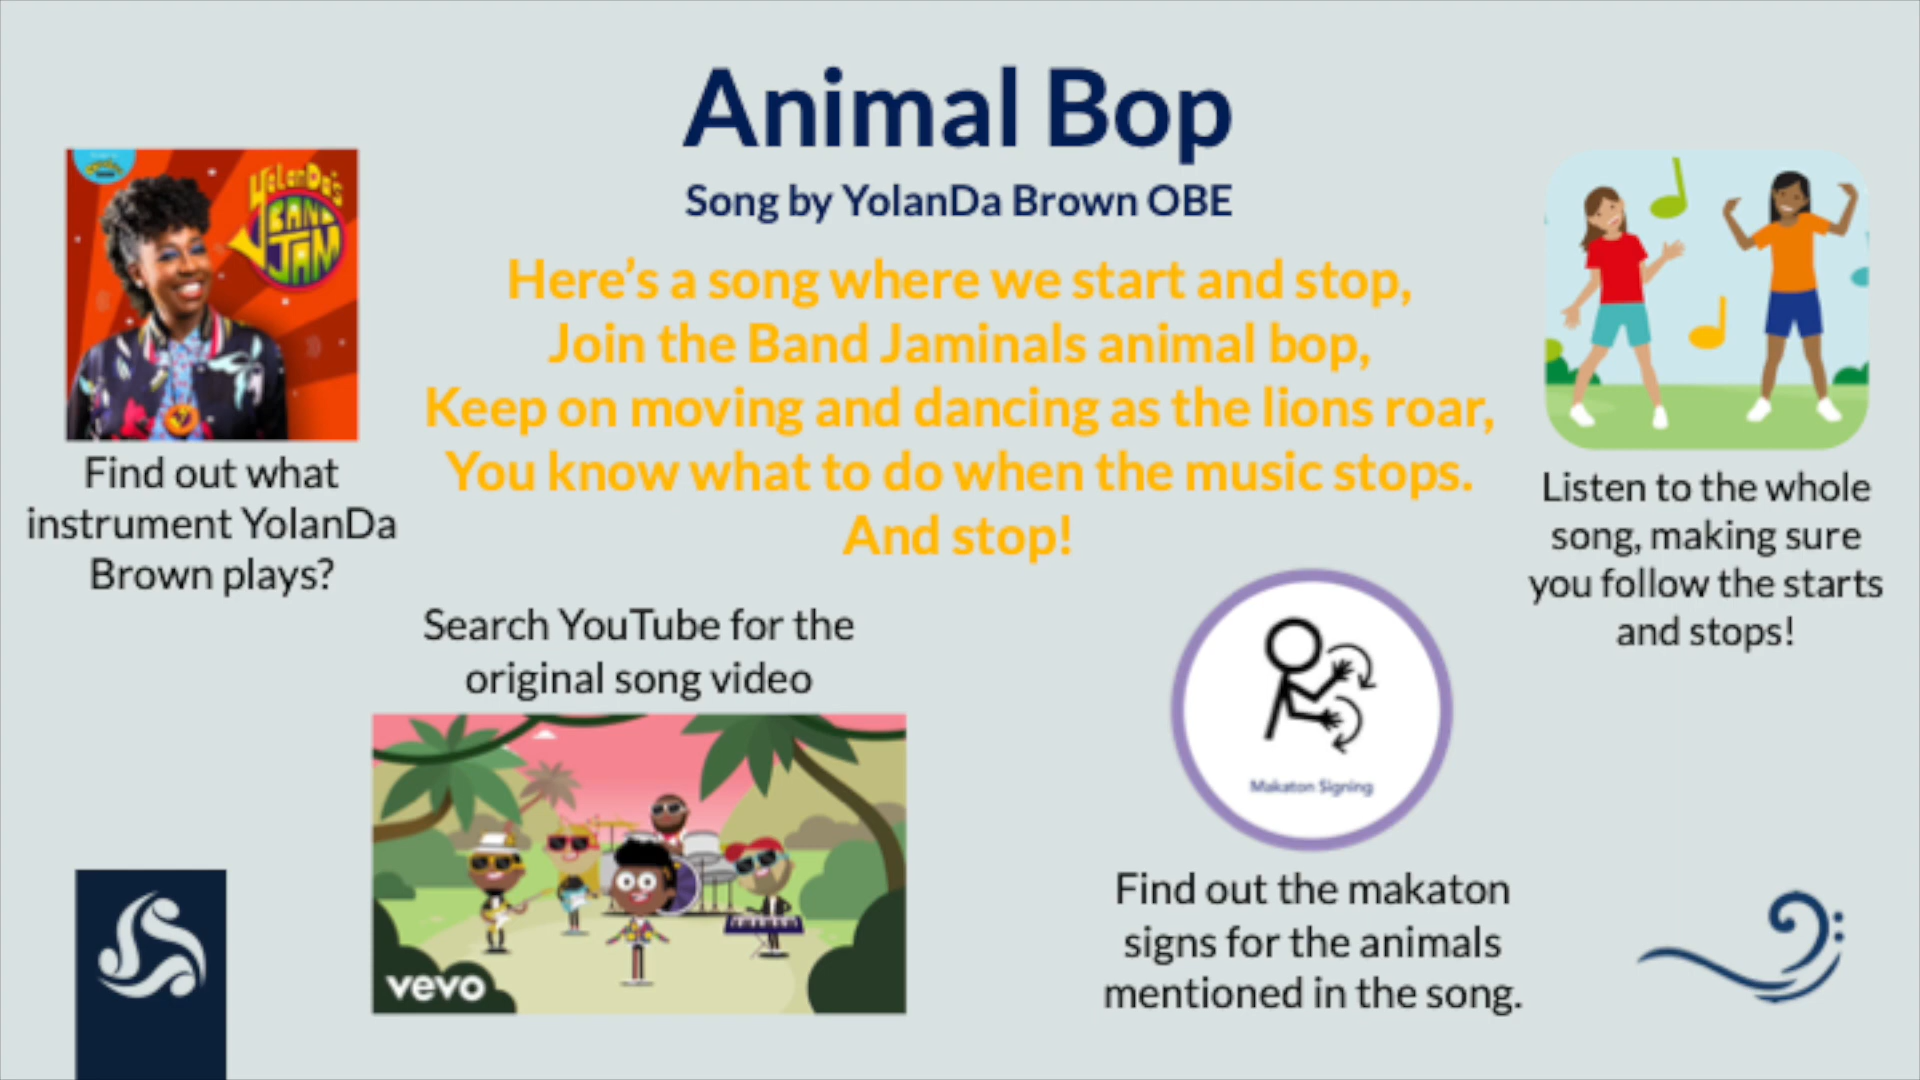 Animal Bop
Song by YolanDa Brown OBE
Here's a song where we start and stop,
Join the Band Jaminals animal bop,
Keep on moving and dancing as the lions roar,
You know what to do when the music stops.
And stop!
YolanDa's
BAND
JAM
Find out what
instrument YolanDa
Brown plays?
Listen to the whole
song, making sure
you follow the starts
and stops!
Search YouTube for the
original song video
vevo
Makaton Signing
Find out the makaton
signs for the animals
mentioned in the song.